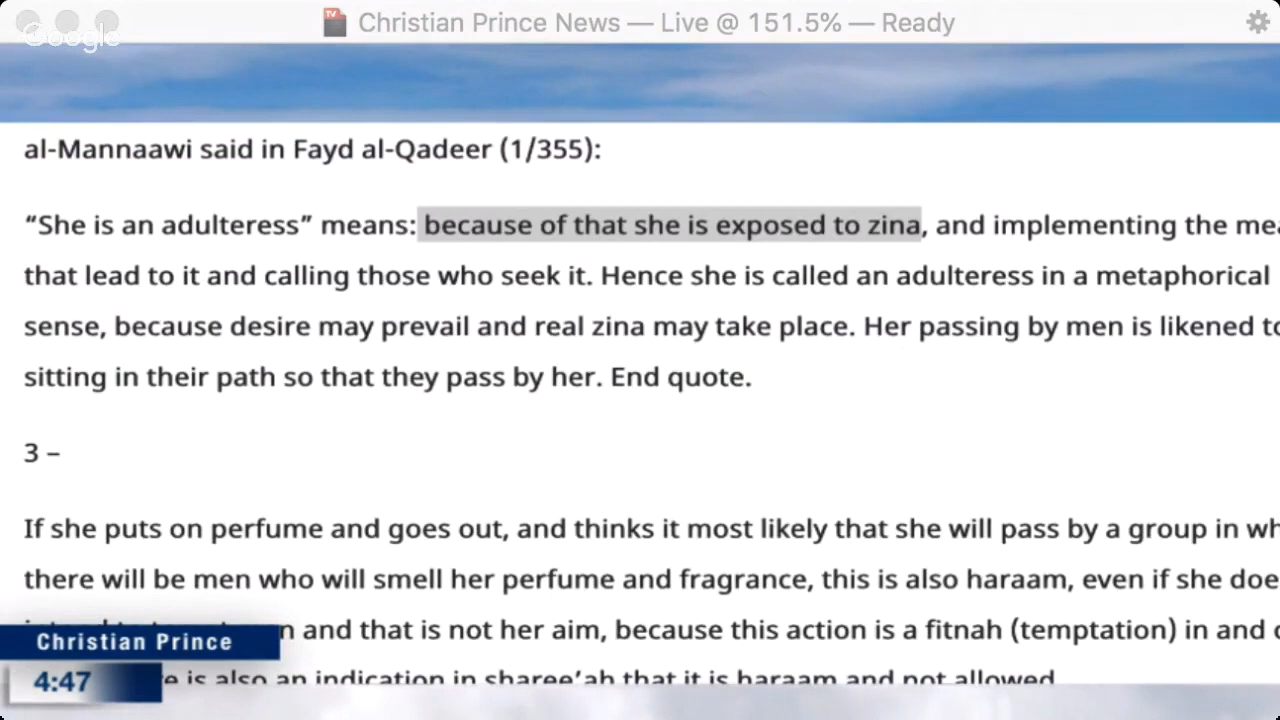 Christian Prince News — Live @ 151.5% — Ready
Google
al-Mannaawi said in Fayd al-Qadeer (1/355):
“She is an adulteress” means: because of that she is exposed to zina, and implementing the
that lead to it and calling those who seek it. Hence she is called an adulteress in a metaphorical
sense, because desire may prevail and real zina may take place. Her passing by men is likened to
sitting in their path so that they pass by her. End quote.
3 –
If she puts on perfume and goes out, and thinks it most likely that she will pass by a group in
there will be men who will smell her perfume and fragrance, this is also haraam, even if she
and that is not her aim, because this action is a fitnah (temptation) in and
Christian Prince
4:47
is also an indication in sharee’ah that it is haraam and not allowed